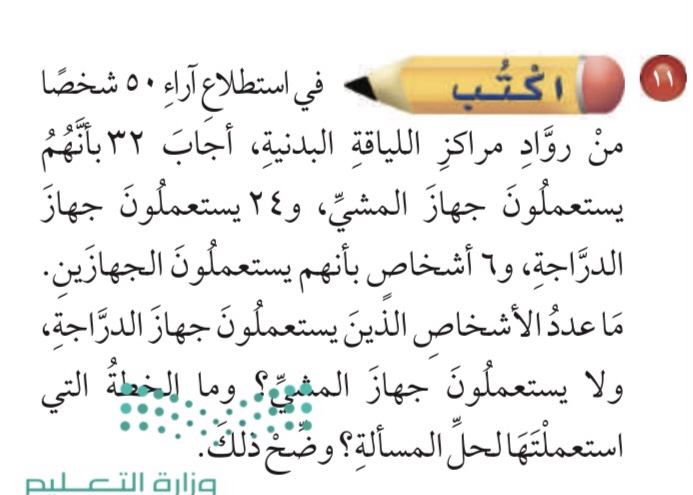 ١١ اكْتُب في استطلاعِ آراءِ ٥٠ شخصًا
منْ روَّادِ مراكزِ اللياقةِ البدنيةِ، أجابَ ٣٢ بأنَّهُمْ
يستعملُونَ جهازَ المشيِّ، و٢٤ يستعملُونَ جهازَ
الدرَّاجةِ، و٦ أشخاصٍ بأنهم يستعملُونَ الجهازَينِ.
مَا عددُ الأشخاصِ الذينَ يستعملُونَ جهازَ الدرَّاجةِ،
ولا يستعملُونَ جهازَ المشيِّ؟ وما الخطةُ التي
استعملْتَهَا لحلِّ المسألةِ؟ وضِّحْ ذلكَ.
وزارة التعليم